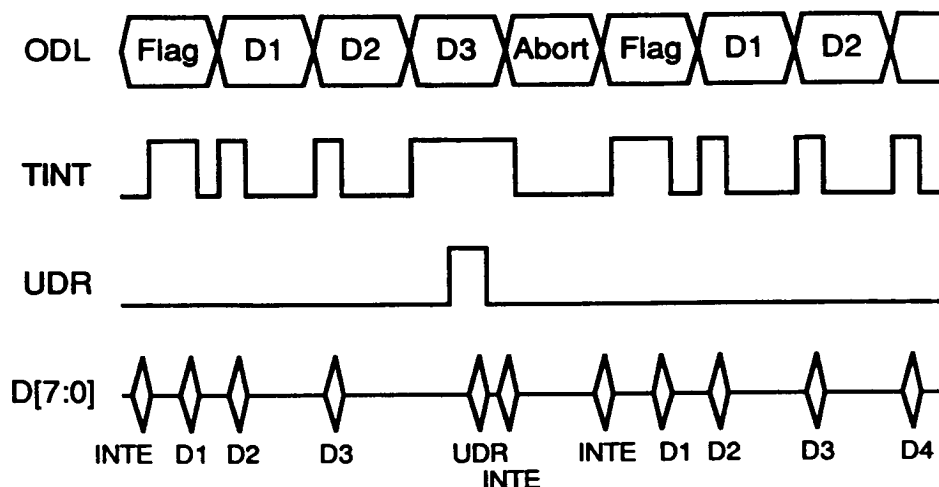 ODL Flag D1 D2 D3 Abort Flag D1 D2
TINT
UDR
D[7:0]
INTE D1 D2 D3 UDR INTE D1 D2 D3 D4
INTE